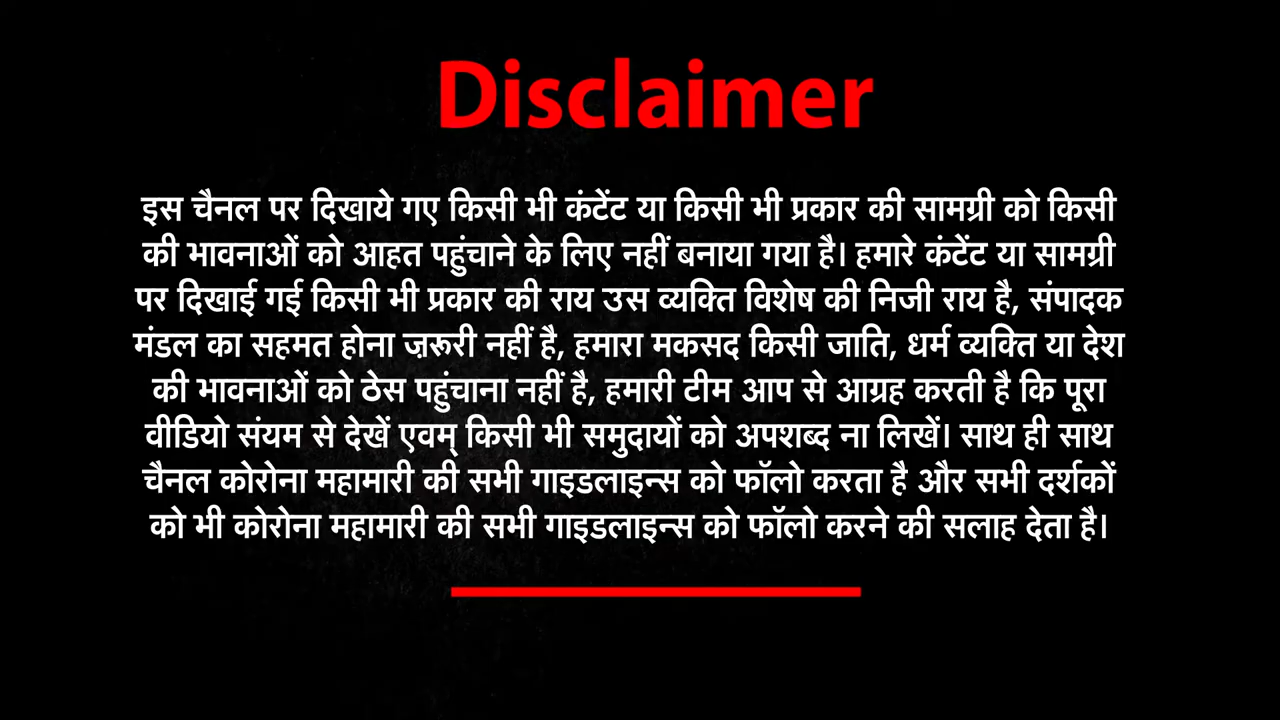 Disclaimer
इस चैनल पर दिखाये गए किसी भी कंटेंट या किसी भी प्रकार की सामग्री को किसी
की भावनाओं को आहत पहुंचाने के लिए नहीं बनाया गया है। हमारे कंटेंट या सामग्री
पर दिखाई गई किसी भी प्रकार की राय उस व्यक्ति विशेष की निजी राय है, संपादक
मंडल का सहमत होना ज़रूरी नहीं है, हमारा मकसद किसी जाति, धर्म व्यक्ति या देश
की भावनाओं को ठेस पहुंचाना नहीं है, हमारी टीम आप से आग्रह करती है कि पूरा
वीडियो संयम से देखें एवम् किसी भी समुदायों को अपशब्द ना लिखें। साथ ही साथ
चैनल कोरोना महामारी की सभी गाइडलाइन्स को फॉलो करता है और सभी दर्शकों
को भी कोरोना महामारी की सभी गाइडलाइन्स को फॉलो करने की सलाह देता है।